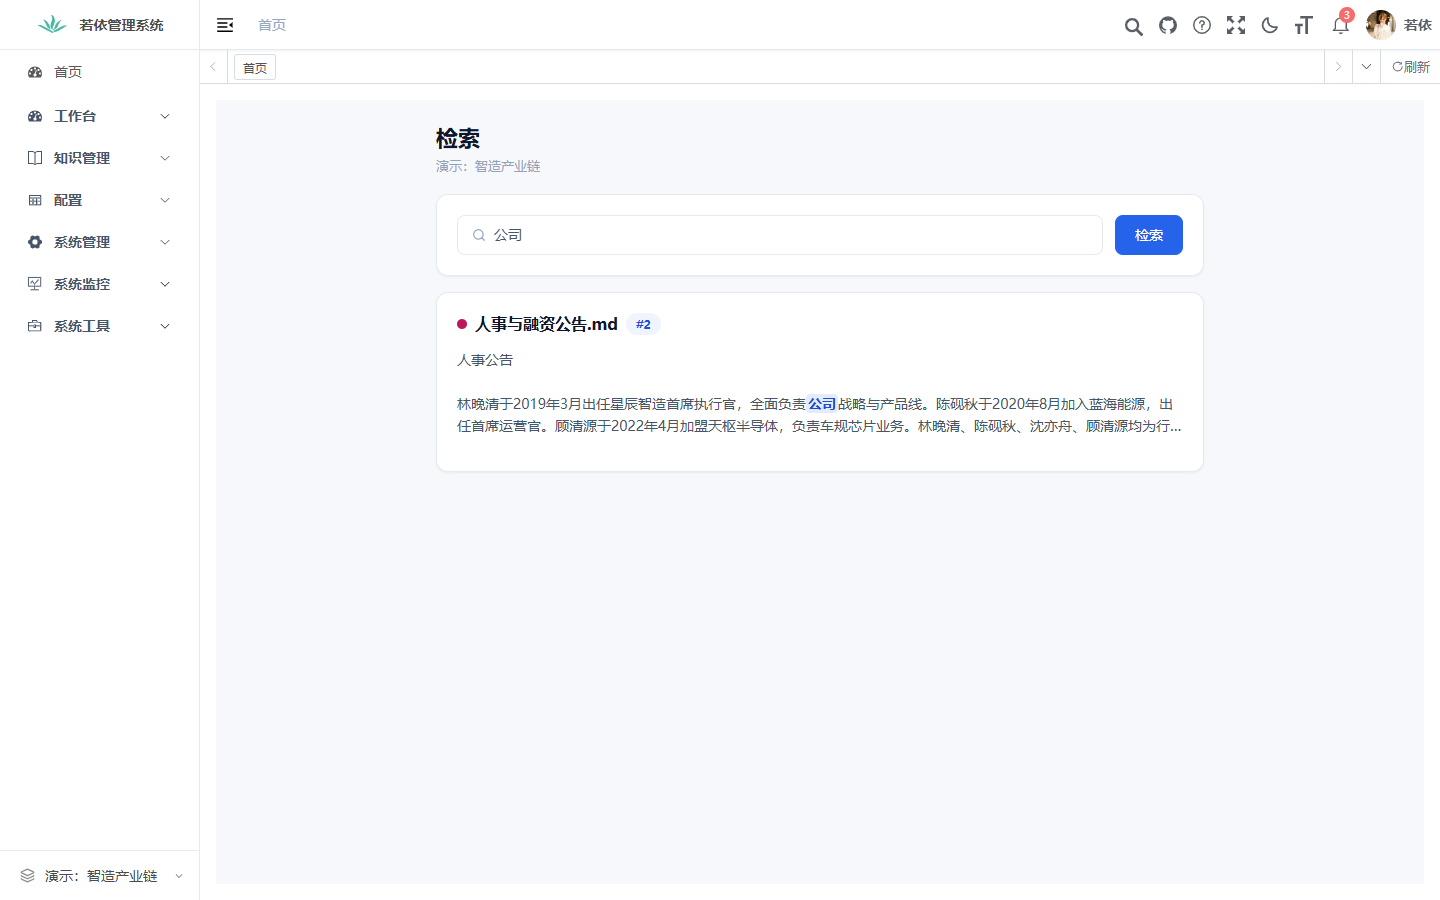 若依管理系统
首页
3
若依
首页
刷新
首页
工作台
知识管理
配置
系统管理
系统监控
系统工具
演示：智造产业链
检索
演示：智造产业链
公司
检索
人事与融资公告.md #2
人事公告
林晚清于2019年3月出任星辰智造首席执行官，全面负责公司战略与产品线。陈砚秋于2020年8月加入蓝海能源，出
任首席运营官。顾清源于2022年4月加盟天枢半导体，负责车规芯片业务。林晚清、陈砚秋、沈亦舟、顾清源均为行...